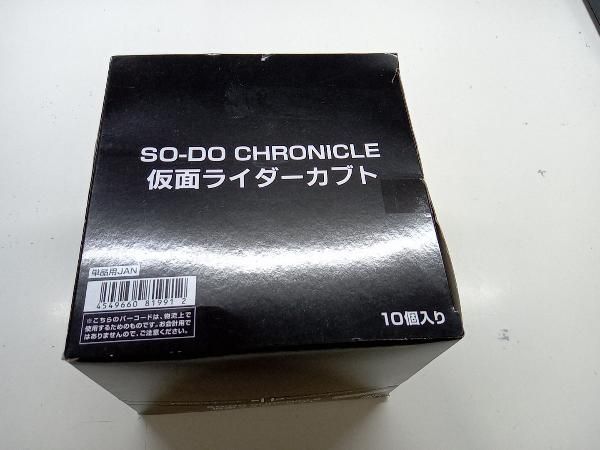 SO-DO CHRONICLE
仮面ライダーカブト
単品用JAN
4549660 81991 2
※こちらのバーコードは、物流上で
使用するためのものです。お会計用で
はありませんので、ご注意ください。
10個入り